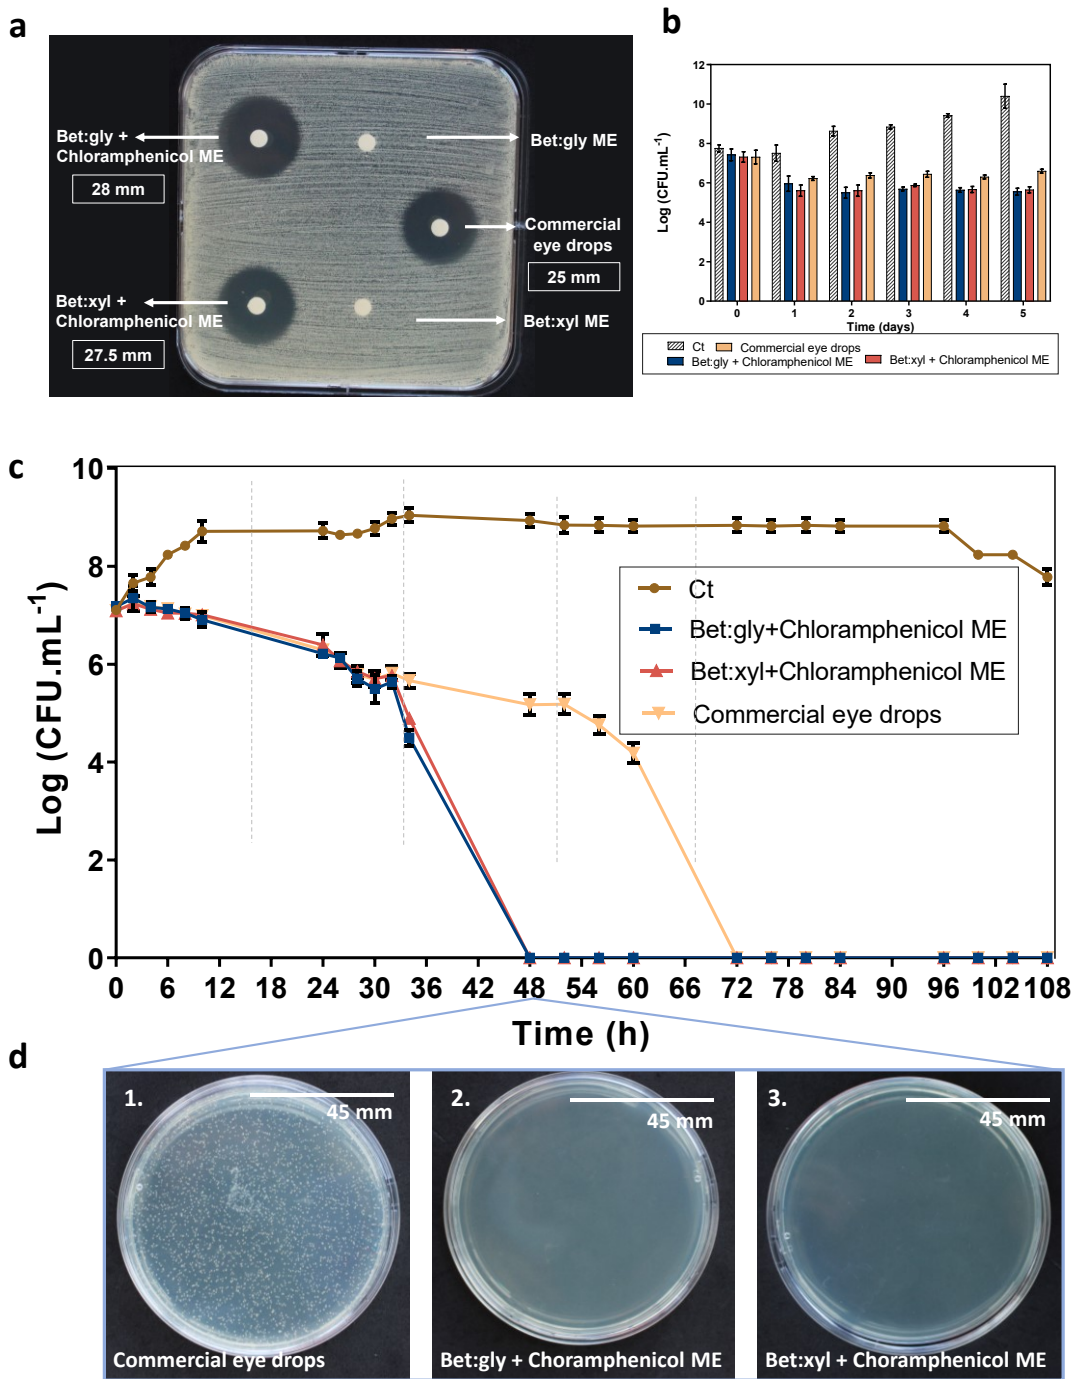 a
Bet:gly +
Chloramphenicol ME
28 mm
Bet:gly ME
Commercial
eye drops
25 mm
Bet:xyl +
Chloramphenicol ME
27.5 mm
Bet:xyl ME
b
Log (CFU.mL-1)
12
10
8
6
4
2
0
0 1 2 3 4 5
Time (days)
Ct Commercial eye drops
Bet:gly + Chloramphenicol ME Bet:xyl + Chloramphenicol ME
c
Log (CFU.mL-1)
10
8
6
4
2
0
Ct
Bet:gly+Chloramphenicol ME
Bet:xyl+Chloramphenicol ME
Commercial eye drops
0 6 12 18 24 30 36 42 48 54 60 66 72 78 84 90 96 102 108
Time (h)
d
1.
45 mm
Commercial eye drops
2.
45 mm
Bet:gly + Choramphenicol ME
3.
45 mm
Bet:xyl + Choramphenicol ME